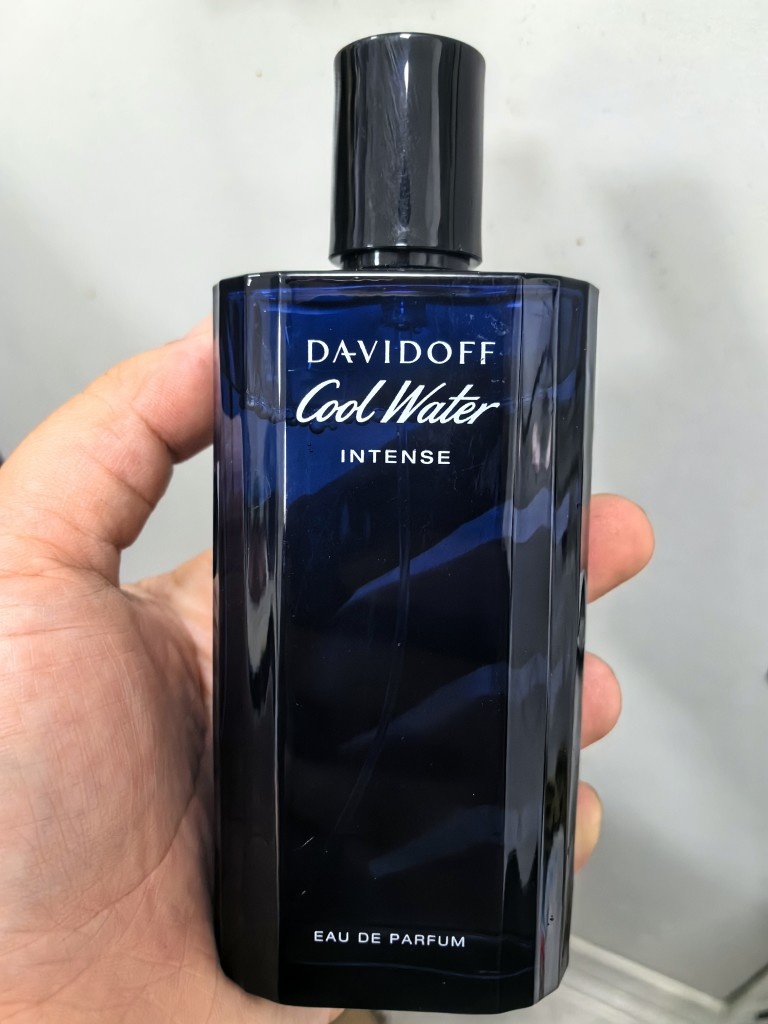 DAVIDOFF
Cool Water
INTENSE
EAU DE PARFUM